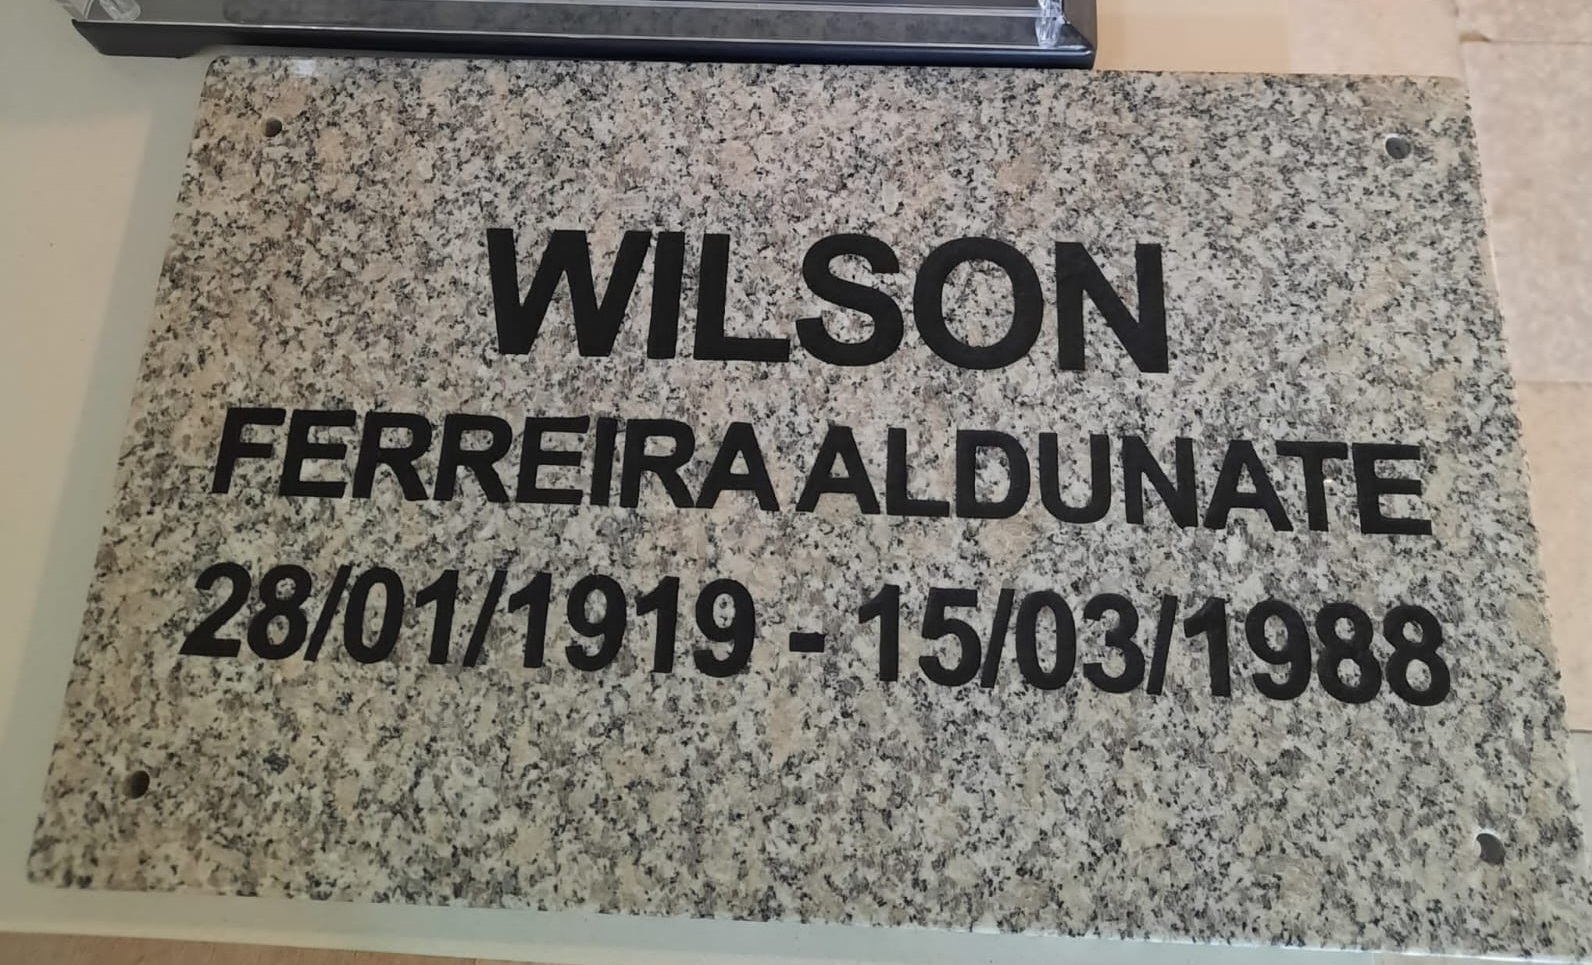 WILSON
FERREIRA ALDUNATE
28/01/1919 - 15/03/1988